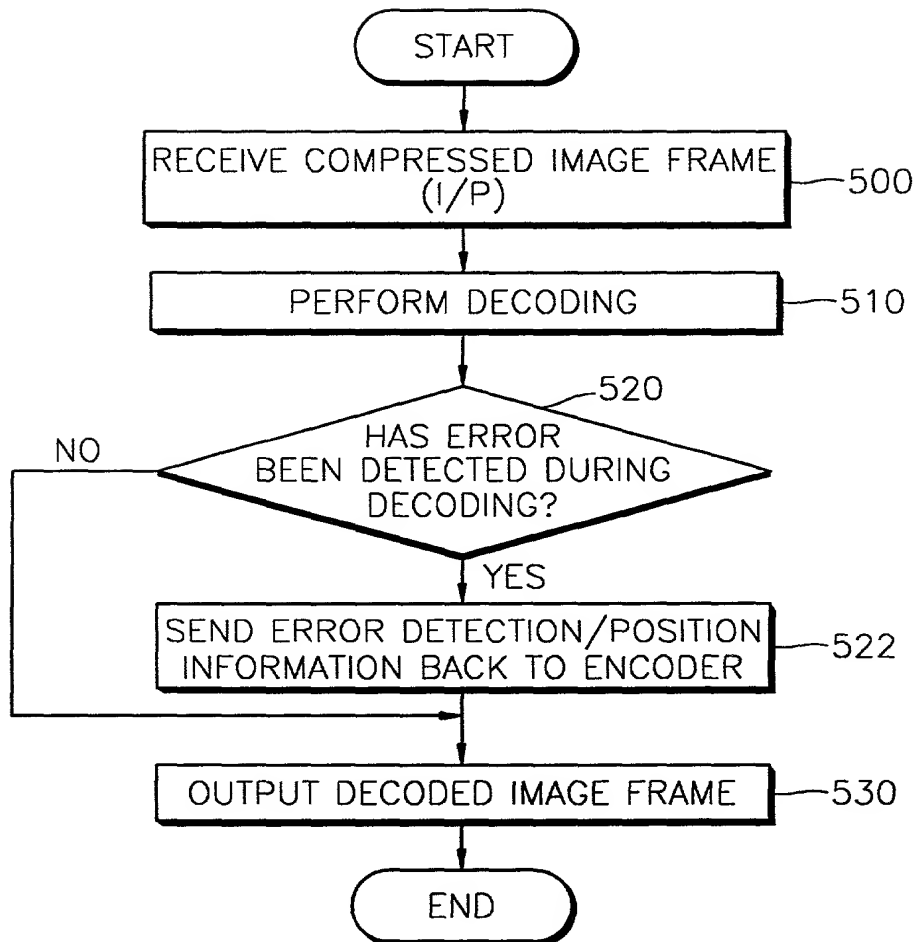 START
RECEIVE COMPRESSED IMAGE FRAME
(I/P)
500
PERFORM DECODING
510
520
HAS ERROR
BEEN DETECTED DURING
DECODING?
NO
YES
SEND ERROR DETECTION/POSITION
INFORMATION BACK TO ENCODER
522
OUTPUT DECODED IMAGE FRAME
530
END